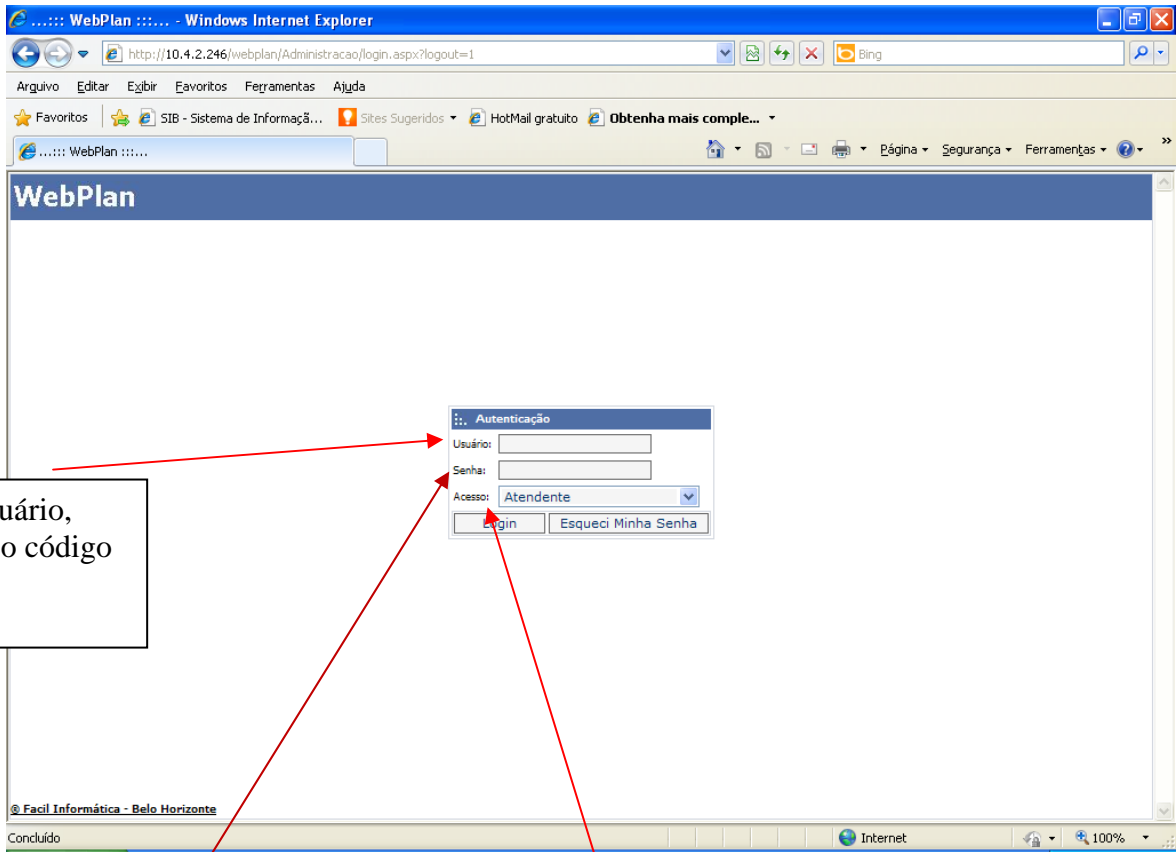 ...::: WebPlan :::... - Windows Internet Explorer
http://10.4.2.246/webplan/Administracao/login.aspx?logout=1
Bing
Arquivo Editar Exibir Favoritos Ferramentas Ajuda
Favoritos SIB - Sistema de Informaçã... Sites Sugeridos HotMail gratuito Obtenha mais comple...
...::: WebPlan :::... Página Segurança Ferramentas »
WebPlan
::. Autenticação
Usuário:
Senha:
Acesso: Atendente
Login Esqueci Minha Senha
uário,
o código
® Facil Informática - Belo Horizonte
Concluído Internet 100%